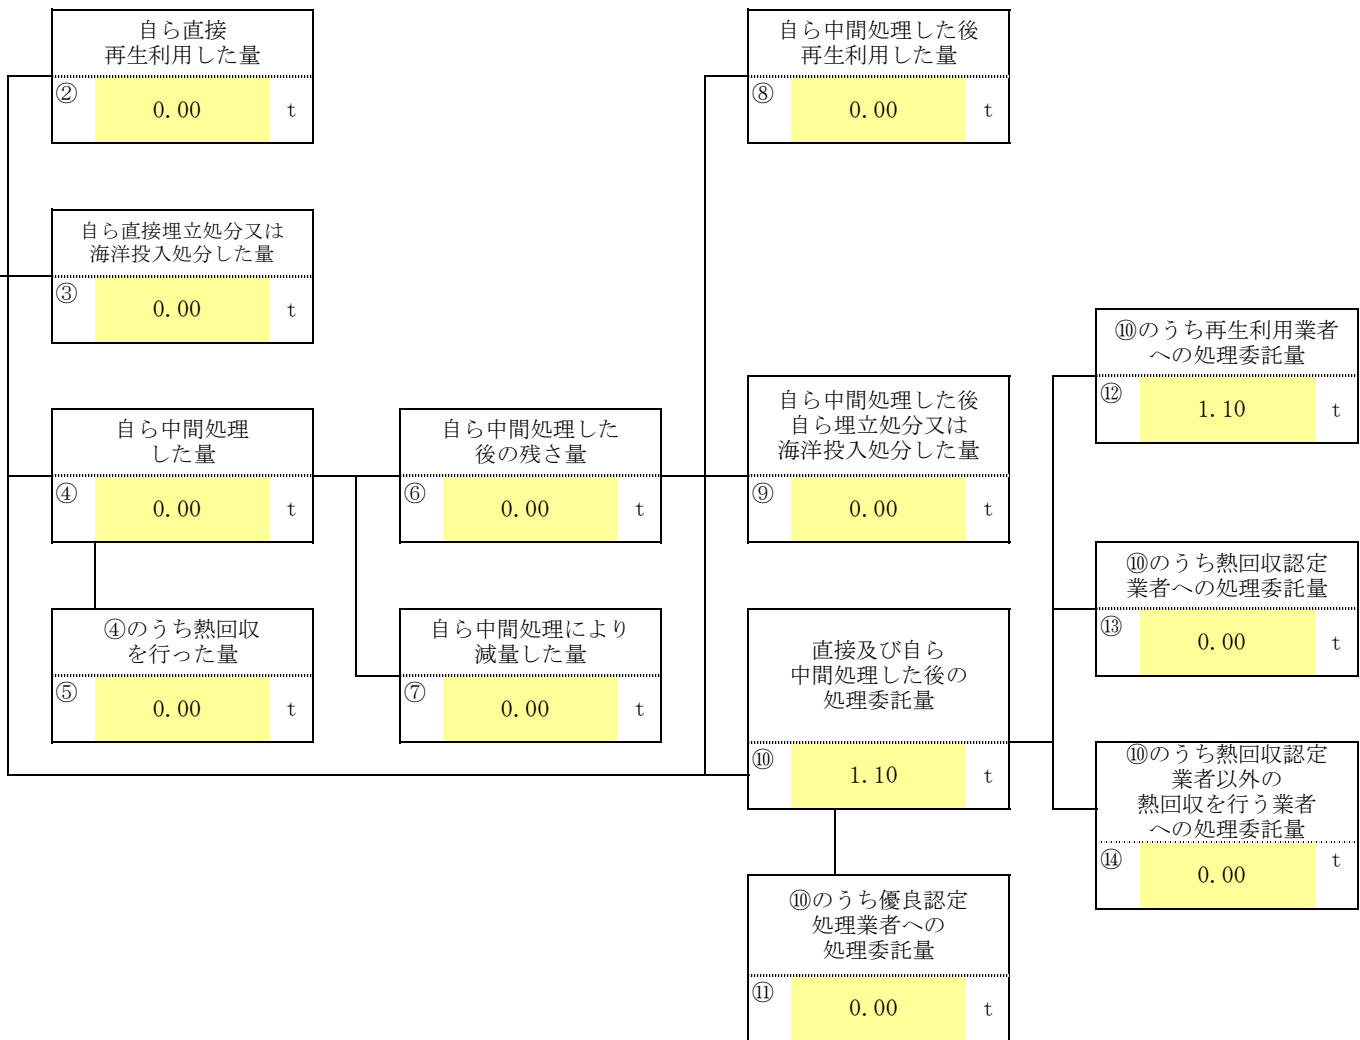 自ら直接
再生利用した量
② 0.00 t
自ら直接埋立処分又は
海洋投入処分した量
③ 0.00 t
自ら中間処理
した量
④ 0.00 t
④のうち熱回収
を行った量
⑤ 0.00 t
自ら中間処理した
後の残さ量
⑥ 0.00 t
自ら中間処理により
減量した量
⑦ 0.00 t
自ら中間処理した後
再生利用した量
⑧ 0.00 t
自ら中間処理した後
自ら埋立処分又は
海洋投入処分した量
⑨ 0.00 t
直接及び自ら
中間処理した後の
処理委託量
⑩ 1.10 t
⑩のうち優良認定
処理業者への
処理委託量
⑪ 0.00 t
⑩のうち再生利用業者
への処理委託量
⑫ 1.10 t
⑩のうち熱回収認定
業者への処理委託量
⑬ 0.00 t
⑩のうち熱回収認定
業者以外の
熱回収を行う業者
への処理委託量
⑭ 0.00 t